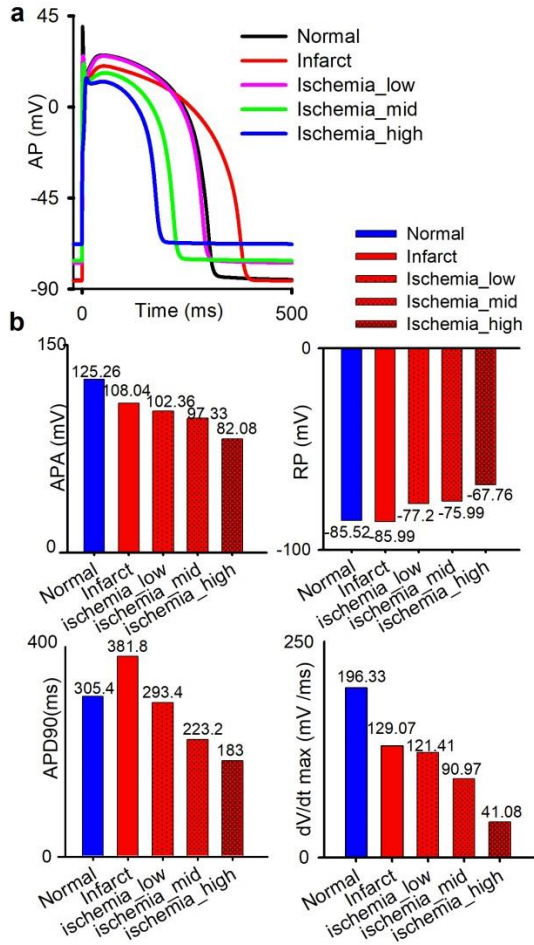 a
45
0
-45
-90
AP (mV)
0
Time (ms)
500
Normal
Infarct
Ischemia_low
Ischemia_mid
Ischemia_high
Normal
Infarct
Ischemia_low
Ischemia_mid
Ischemia_high
b
150
0
APA (mV)
125.26
108.04
102.36
97.33
82.08
Normal
Infarct
ischemia_low
ischemia_mid
ischemia_high
0
-100
RP (mV)
-85.52
-85.99
-77.2
-75.99
-67.76
Normal
Infarct
ischemia_low
ischemia_mid
ischemia_high
400
0
APD90(ms)
305.4
381.8
293.4
223.2
183
Normal
Infarct
ischemia_low
ischemia_mid
ischemia_high
250
0
dV/dt max (mV /ms)
196.33
129.07
121.41
90.97
41.08
Normal
Infarct
ischemia_low
ischemia_mid
ischemia_high